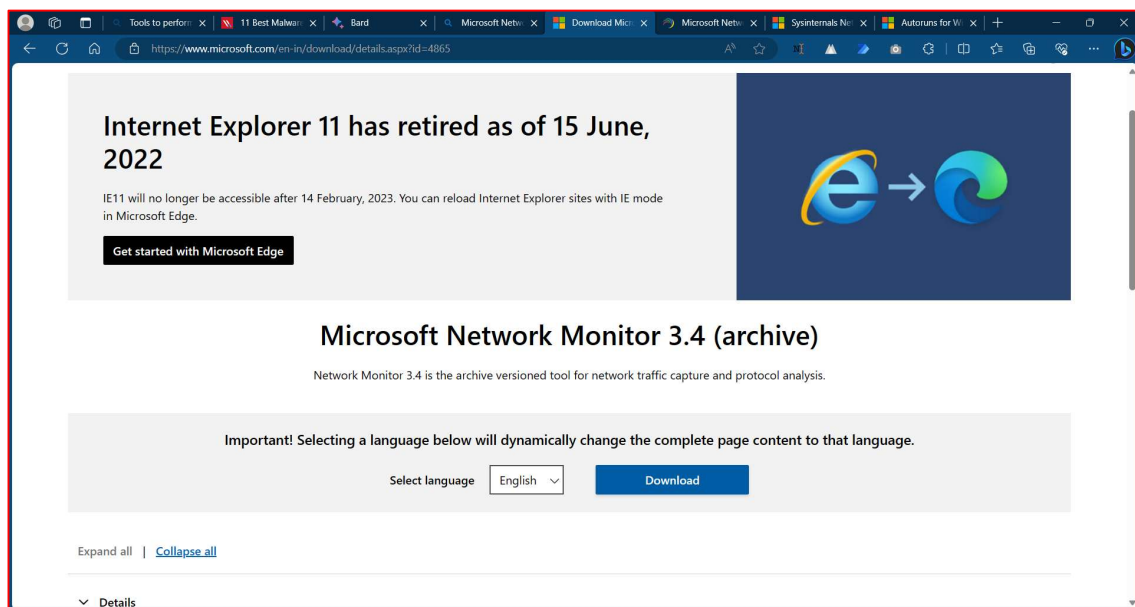 Tools to perform
11 Best Malwar
Bard
Microsoft Netw
Download Micr
Microsoft Netw
Sysinternals Ne
Autoruns for Wi
https://www.microsoft.com/en-in/download/details.aspx?id=4865
Internet Explorer 11 has retired as of 15 June,
2022
IE11 will no longer be accessible after 14 February, 2023. You can reload Internet Explorer sites with IE mode
in Microsoft Edge.
Get started with Microsoft Edge
Microsoft Network Monitor 3.4 (archive)
Network Monitor 3.4 is the archive versioned tool for network traffic capture and protocol analysis.
Important! Selecting a language below will dynamically change the complete page content to that language.
Select language English Download
Expand all | Collapse all
Details